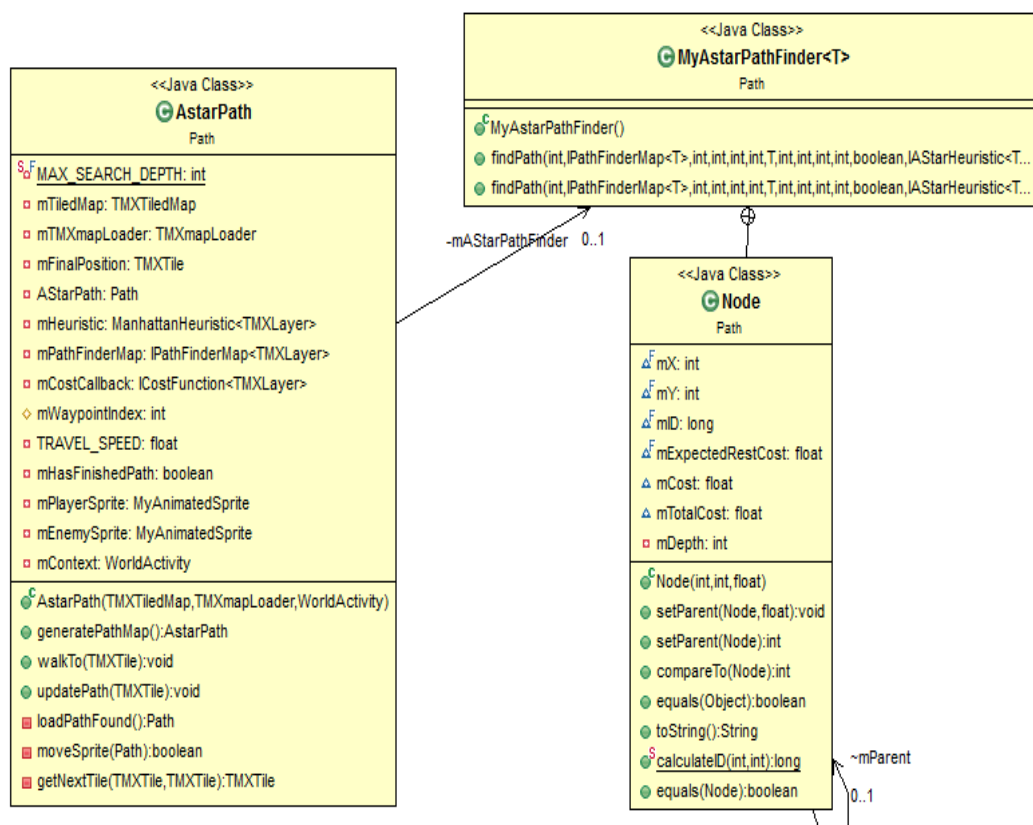 <<Java Class>>
AstarPath
Path
MAX_SEARCH_DEPTH: int
mTiledMap: TMXTiledMap
mTMXmapLoader: TMXmapLoader
mFinalPosition: TMXTile
AStarPath: Path
mHeuristic: ManhattanHeuristic<TMXLayer>
mPathFinderMap: IPathFinderMap<TMXLayer>
mCostCallback: ICostFunction<TMXLayer>
mWaypointIndex: int
TRAVEL_SPEED: float
mHasFinishedPath: boolean
mPlayerSprite: MyAnimatedSprite
mEnemySprite: MyAnimatedSprite
mContext: WorldActivity
AstarPath(TMXTiledMap,TMXmapLoader,WorldActivity)
generatePathMap():AstarPath
walkTo(TMXTile):void
updatePath(TMXTile):void
loadPathFound():Path
moveSprite(Path):boolean
getNextTile(TMXTile,TMXTile):TMXTile
-mAStarPathFinder
0..1
<<Java Class>>
MyAstarPathFinder<T>
Path
MyAstarPathFinder()
findPath(int,IPathFinderMap<T>,int,int,int,int,T,int,int,int,int,boolean,IAStarHeuristic<T...
findPath(int,IPathFinderMap<T>,int,int,int,int,T,int,int,int,int,boolean,IAStarHeuristic<T...
<<Java Class>>
Node
Path
mX: int
mY: int
mID: long
mExpectedRestCost: float
mCost: float
mTotalCost: float
mDepth: int
Node(int,int,float)
setParent(Node,float):void
setParent(Node):int
compareTo(Node):int
equals(Object):boolean
toString():String
calculateID(int,int):long
equals(Node):boolean
~mParent
0..1